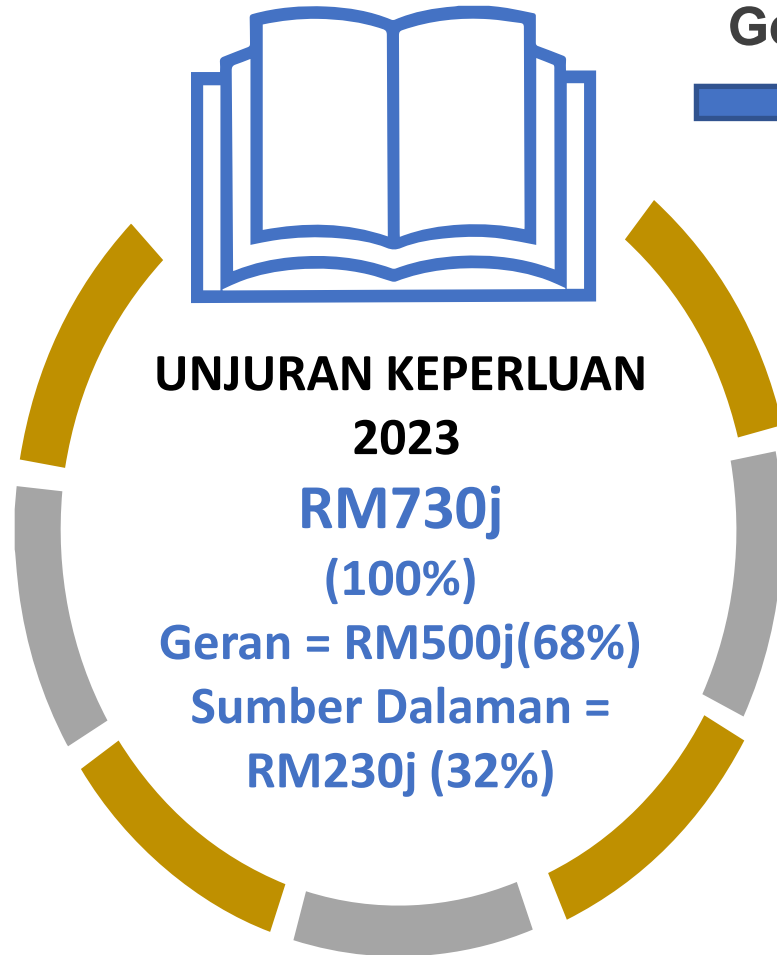 UNJURAN KEPERLUAN
2023
RM730j
(100%)
Geran = RM500j(68%)
Sumber Dalaman =
RM230j (32%)